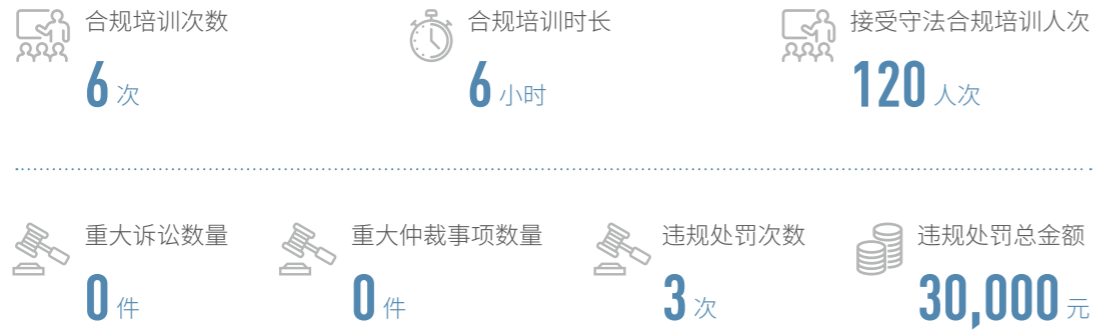 合规培训次数 合规培训时长 接受守法合规培训人次
6 次 6 小时 120 人次
重大诉讼数量 重大仲裁事项数量 违规处罚次数 违规处罚总金额
0 件 0 件 3 次 30,000 元